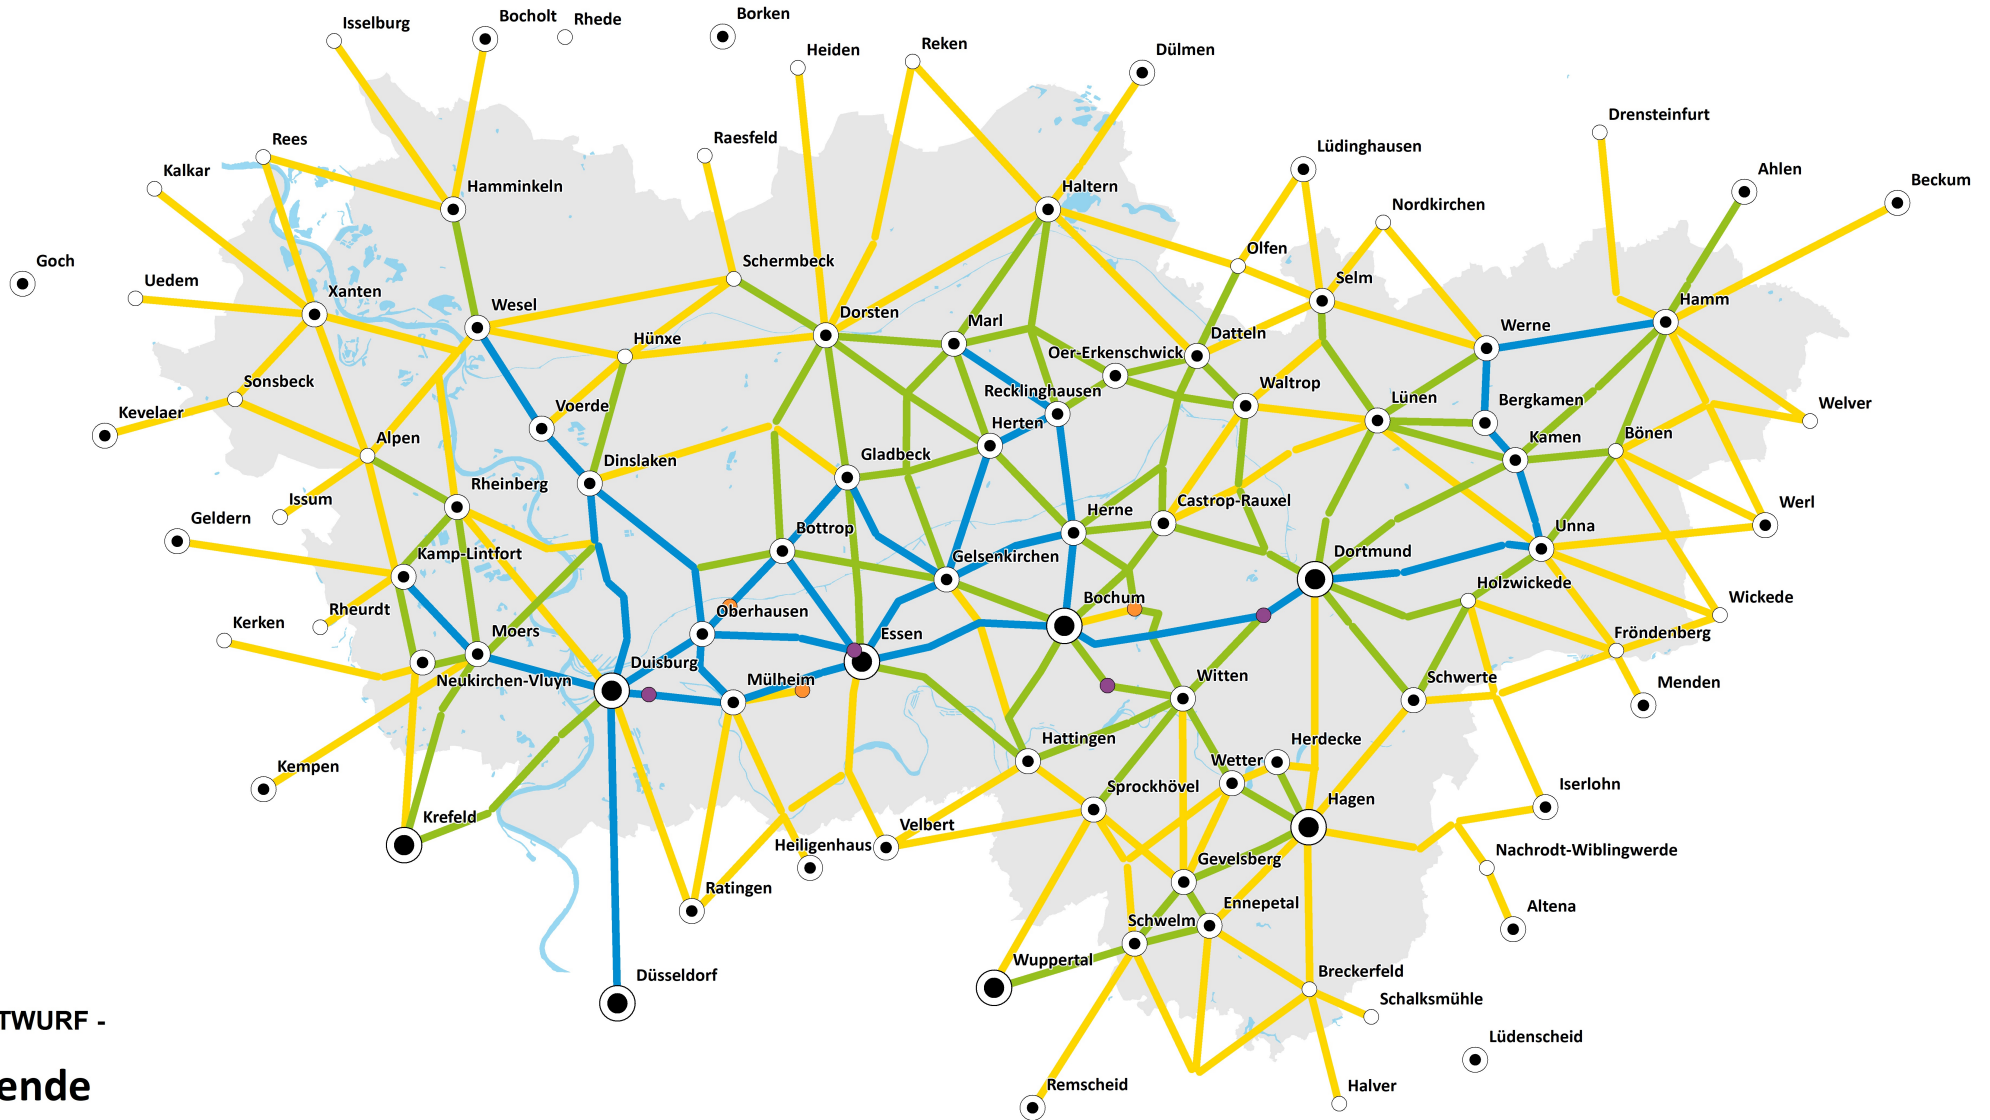 Isselburg
Bocholt
Rhede
Borken
Heiden
Reken
Dülmen
Drensteinfurt
Rees
Raesfeld
Lüdinghausen
Ahlen
Kalkar
Hamminkeln
Haltern
Nordkirchen
Beckum
Goch
Uedem
Xanten
Schermbeck
Olfen
Selm
Hamm
Wesel
Dorsten
Marl
Datteln
Werne
Hünxe
Oer-Erkenschwick
Sonsbeck
Recklinghausen
Waltrop
Lünen
Bergkamen
Welver
Kevelaer
Voerde
Herten
Alpen
Kamen
Bönen
Dinslaken
Gladbeck
Rheinberg
Issum
Castrop-Rauxel
Werl
Geldern
Bottrop
Herne
Unna
Kamp-Lintfort
Gelsenkirchen
Dortmund
Holzwickede
Rheurdt
Oberhausen
Bochum
Wickede
Kerken
Moers
Essen
Fröndenberg
Duisburg
Neukirchen-Vluyn
Mülheim
Witten
Schwerte
Menden
Hattingen
Herdecke
Kempen
Wetter
Sprockhövel
Iserlohn
Krefeld
Velbert
Hagen
Heiligenhaus
Nachrodt-Wiblingwerde
Gevelsberg
Ratingen
Ennepetal
Altena
Schwelm
Wuppertal
Düsseldorf
Breckerfeld
Schalksmühle
TWURF -
Lüdenscheid
ende
Remscheid
Halver